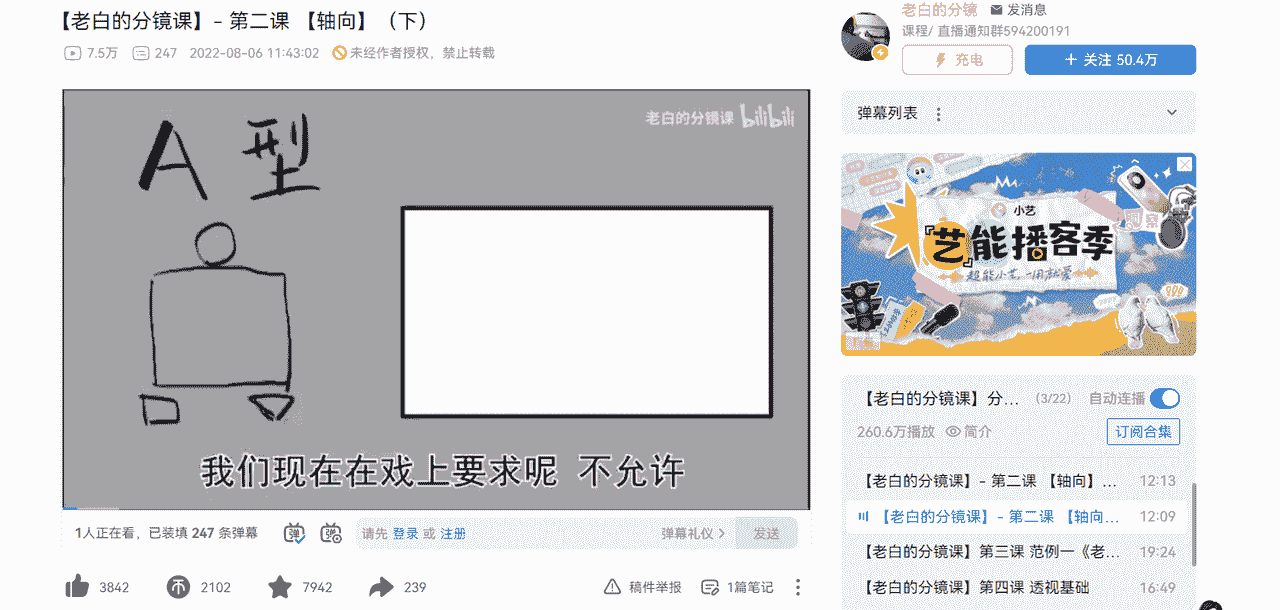 【老白的分镜课】- 第二课 【轴向】（下）
7.5万 247 2022-08-06 11:43:02 未经作者授权，禁止转载
老白的分镜课 bilibili
A 型
我们现在在戏上要求呢 不允许
1人正在看，已装填 247 条弹幕
弹
弹
请先 登录 或 注册
弹幕礼仪
发送
3842
2102
7942
239
稿件举报
1篇笔记
老白的分镜 发消息
课程/ 直播通知群594200191
充电
+ 关注 50.4万
弹幕列表
小艺
『艺』能播客季
超能小艺，一用就爱
【老白的分镜课】分... (3/22) 自动连播
260.6万播放 简介
订阅合集
【老白的分镜课】- 第二课 【轴向】... 12:13
【老白的分镜课】- 第二课 【轴向... 12:09
【老白的分镜课】第三课 范例一《老... 19:24
【老白的分镜课】第四课 透视基础 16:49